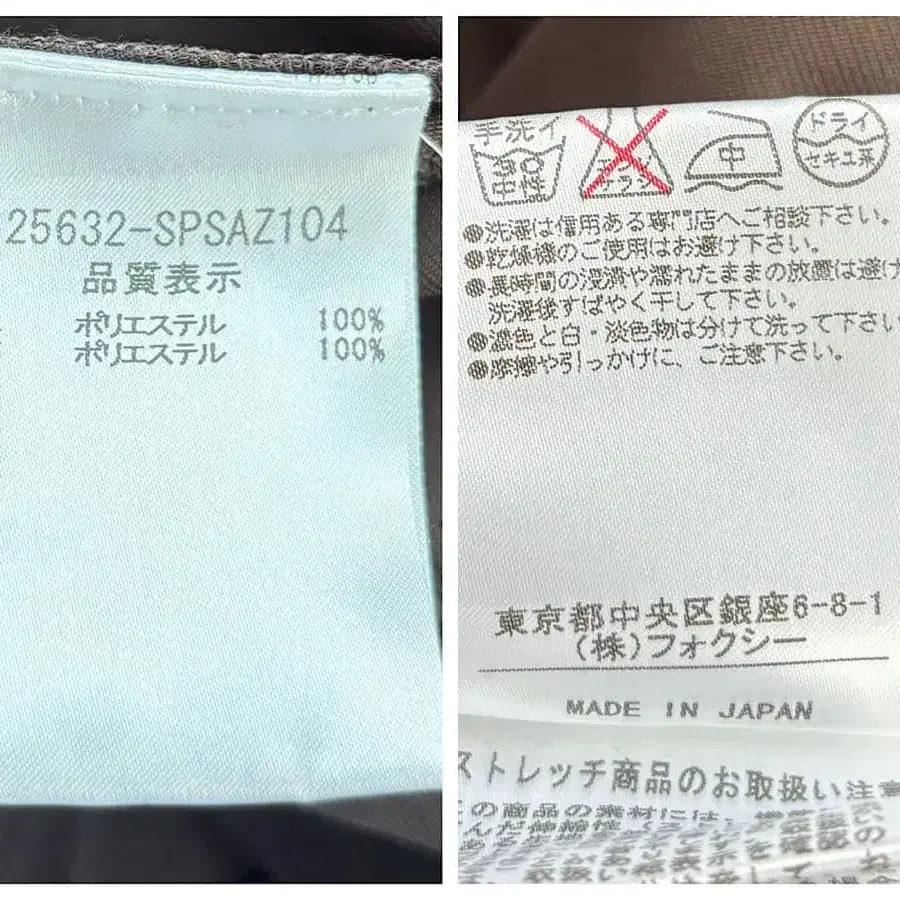 25632-SPSAZ104
品質表示
ポリエステル 100%
ポリエステル 100%
手洗イ
中性
エンソ
サラシ
中
ドライ
セキユ系
●洗濯は信用ある専門店へご相談下さい。
●乾燥機のご使用はお避け下さい。
●長時間の浸漬や濡れたままの放置は避け
洗濯後すばやく干して下さい。
●濃色と白・淡色物は分けて洗って下さい
●摩擦や引っかけに、ご注意下さい。
東京都中央区銀座6-8-1
(株)フォクシー
MADE IN JAPAN
ストレッチ商品のお取扱い注意
この商品の素材には、